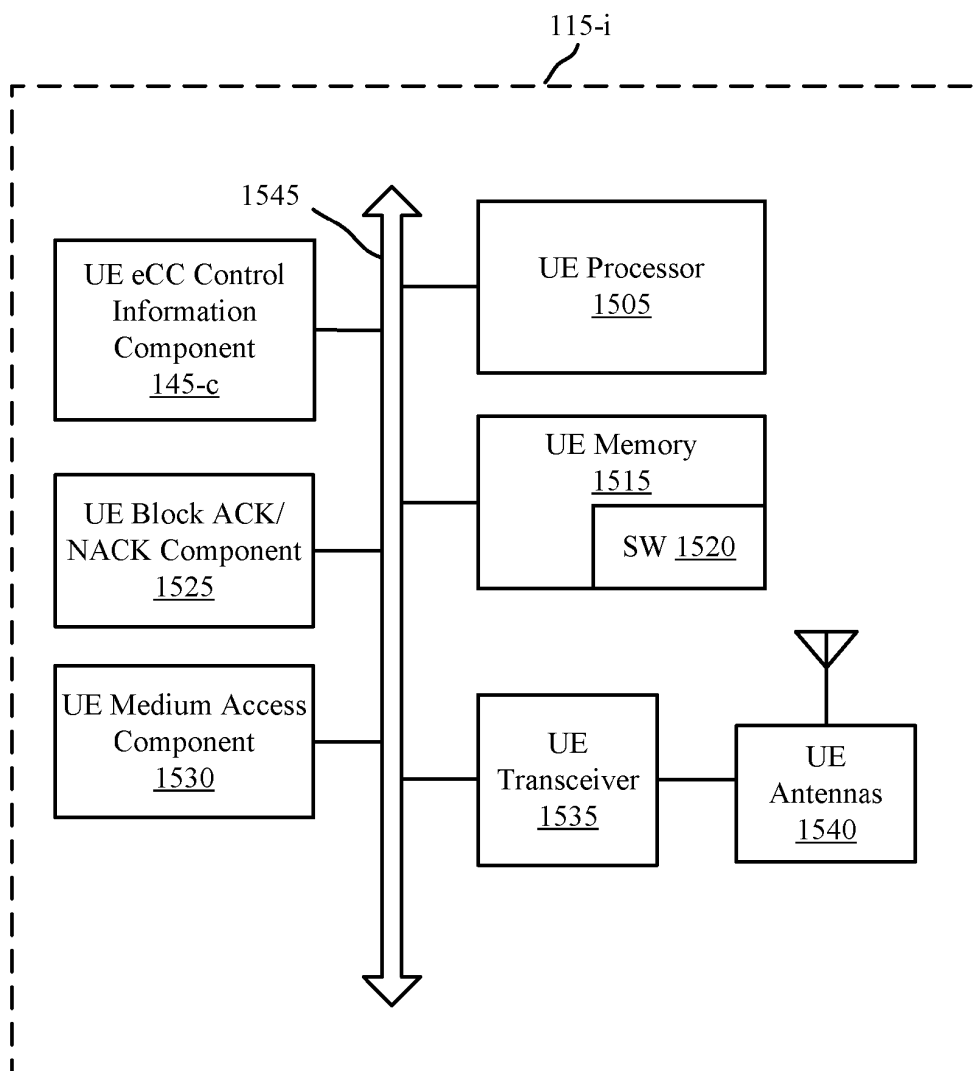 115-i
1545
UE eCC Control
Information
Component
145-c
UE Processor
1505
UE Memory
1515
SW 1520
UE Block ACK/
NACK Component
1525
UE Medium Access
Component
1530
UE
Transceiver
1535
UE
Antennas
1540